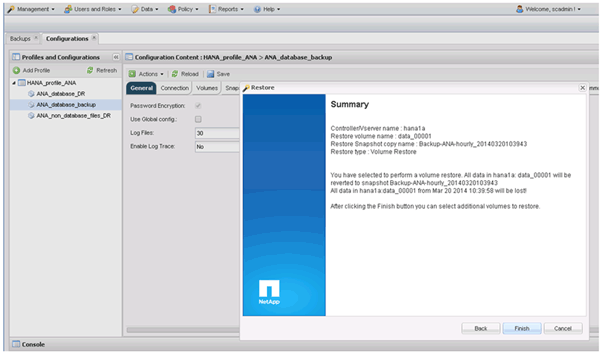 Management Users and Roles Data Policy Reports Help Welcome, scadmin !
Backups Configurations
Profiles and Configurations
Add Profile Refresh
HANA_profile_ANA
ANA_database_DR
ANA_database_backup
ANA_non_database_files_DR
Configuration Content : HANA_profile_ANA > ANA_database_backup
Actions Reload Save
General Connection Volumes Snap
Password Encryption:
Use Global config.:
Log Files: 30
Enable Log Trace: No
Restore
Summary
Controller/Vserver name : hana1a
Restore volume name : data_00001
Restore Snapshot copy name : Backup-ANA-hourly_20140320103943
Restore type : Volume Restore
You have selected to perform a volume restore. All data in hana1a: data_00001 will be
reverted to snapshot Backup-ANA-hourly_20140320103943
All data in hana1a:data_00001 from Mar 20 2014 10:39:58 will be lost!
After clicking the Finish button you can select additional volumes to restore.
NetApp
Back Finish Cancel
Console